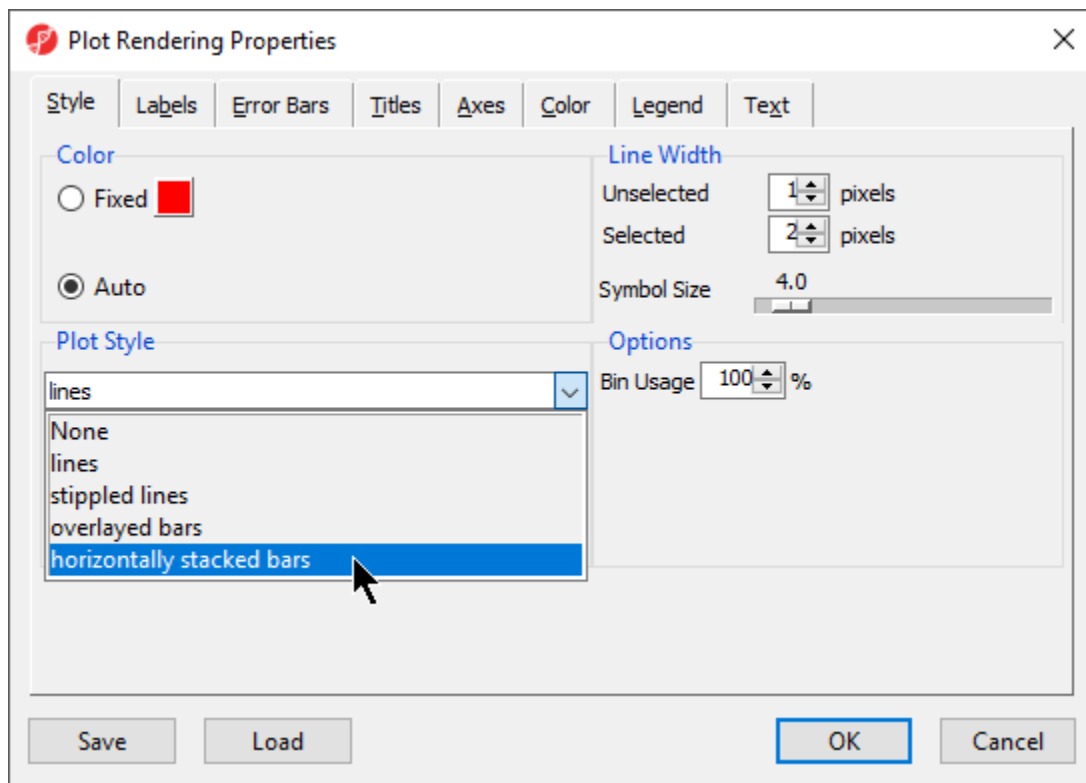 Plot Rendering Properties
Style Labels Error Bars Titles Axes Color Legend Text
Color
Fixed
Auto
Line Width
Unselected 1 pixels
Selected 2 pixels
Symbol Size 4.0
Plot Style
lines
None
lines
stippled lines
overlayed bars
horizontally stacked bars
Options
Bin Usage 100 %
Save Load OK Cancel